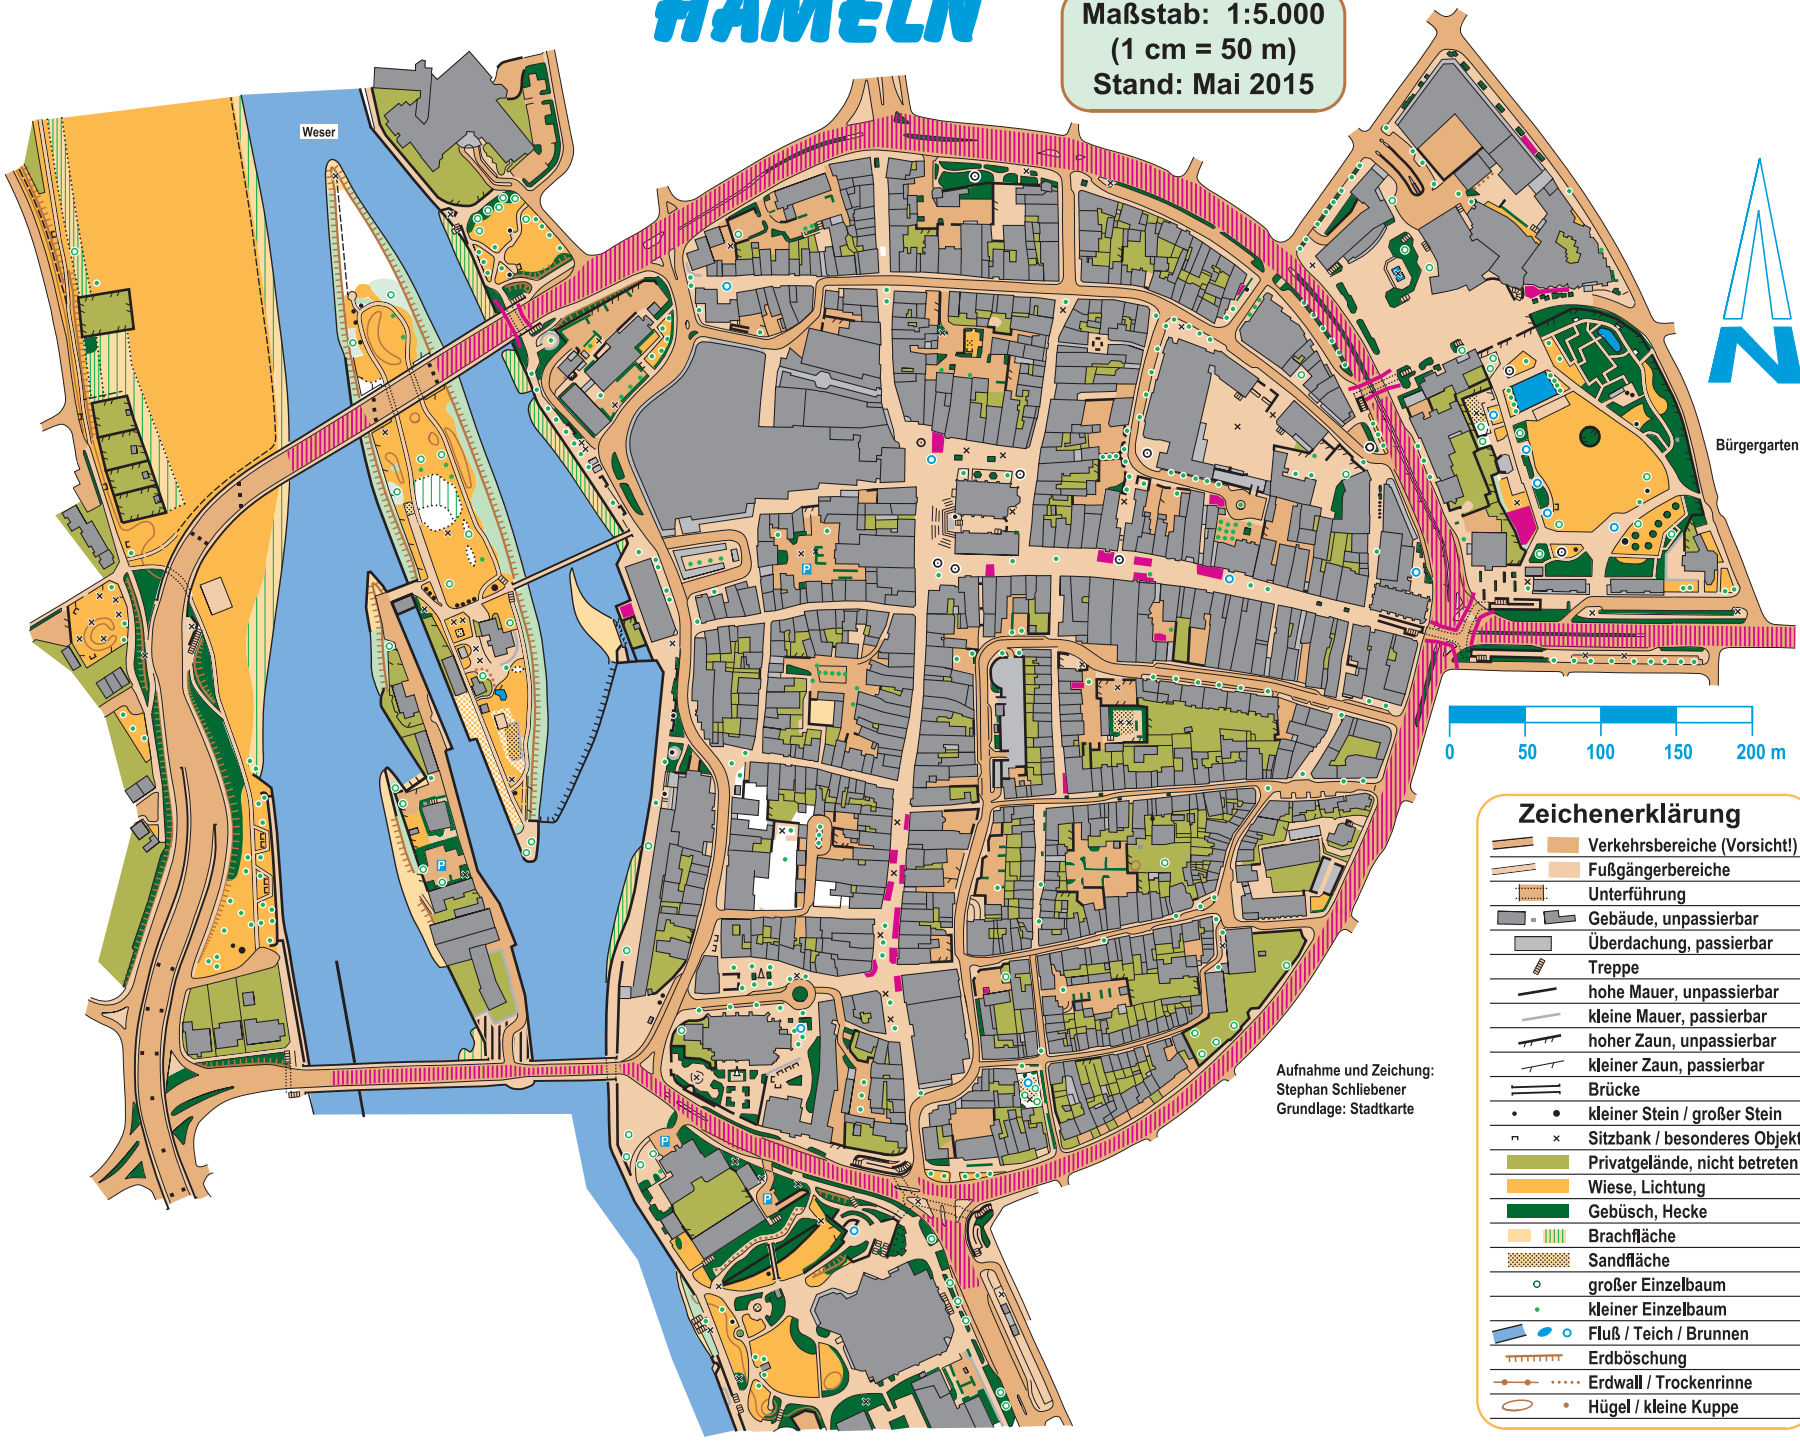 HAMELN
Maßstab: 1:5.000
(1 cm = 50 m)
Stand: Mai 2015
Weser
N
Bürgergarten
P
P
P
P
0 50 100 150 200 m
Aufnahme und Zeichung:
Stephan Schliebener
Grundlage: Stadtkarte
Zeichenerklärung
Verkehrsbereiche (Vorsicht!)
Fußgängerbereiche
Unterführung
Gebäude, unpassierbar
Überdachung, passierbar
Treppe
hohe Mauer, unpassierbar
kleine Mauer, passierbar
hoher Zaun, unpassierbar
kleiner Zaun, passierbar
Brücke
kleiner Stein / großer Stein
Sitzbank / besonderes Objekt
Privatgelände, nicht betreten
Wiese, Lichtung
Gebüsch, Hecke
Brachfläche
Sandfläche
großer Einzelbaum
kleiner Einzelbaum
Fluß / Teich / Brunnen
Erdböschung
Erdwall / Trockenrinne
Hügel / kleine Kuppe